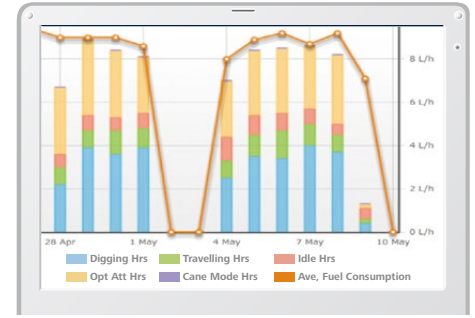 8 L/h
6 L/h
4 L/h
2 L/h
0 L/h
28 Apr 1 May 4 May 7 May 10 May
Digging Hrs Travelling Hrs Idle Hrs
Opt Att Hrs Cane Mode Hrs Ave, Fuel Consumption